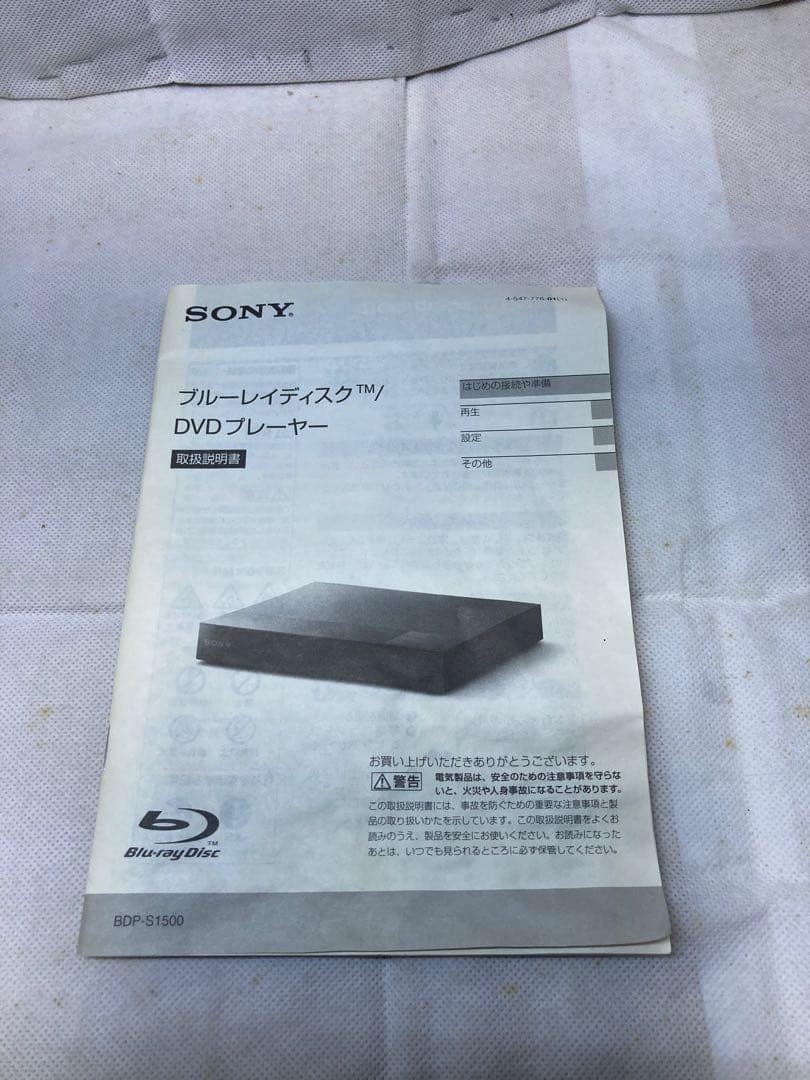 SONY®
4-547-776-01(1)
ブルーレイディスク™/
DVDプレーヤー
取扱説明書
はじめの接続や準備
再生
設定
その他
SONY
お買い上げいただきありがとうございます。
警告
電気製品は、安全のための注意事項を守らな
いと、火災や人身事故になることがあります。
この取扱説明書には、事故を防ぐための重要な注意事項と製
品の取り扱いかたを示しています。この取扱説明書をよくお
読みのうえ、製品を安全にお使いください。お読みになった
あとは、いつでも見られるところに必ず保管してください。
Blu-ray Disc™
BDP-S1500